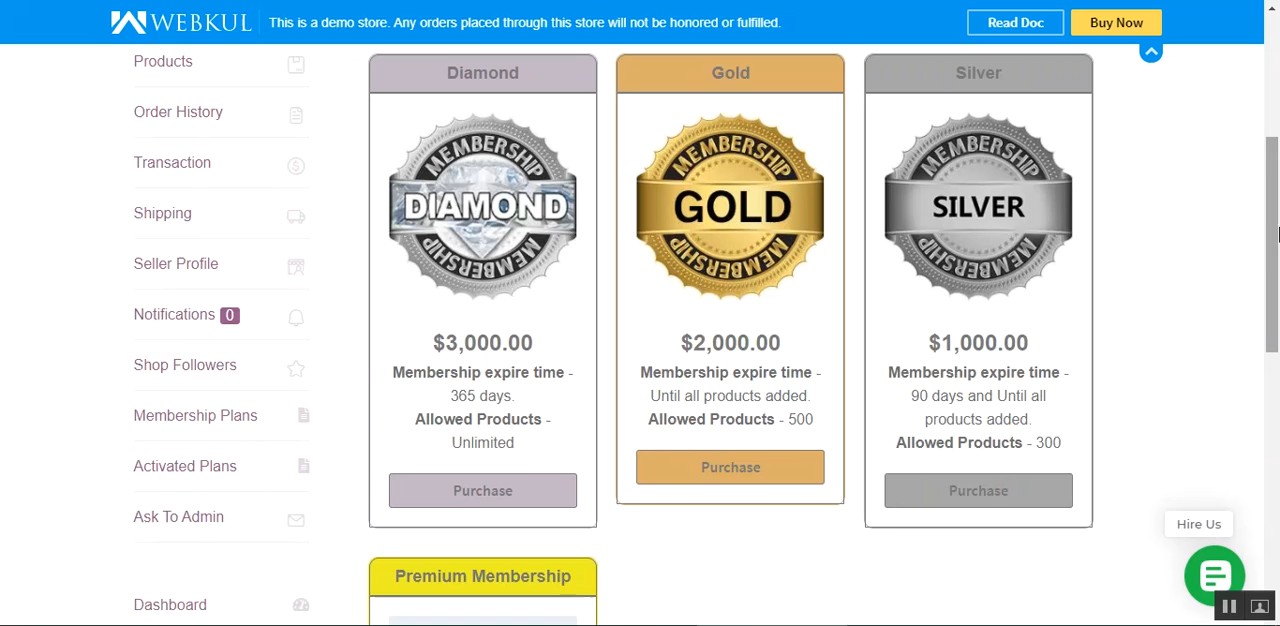 WEBKUL
This is a demo store. Any orders placed through this store will not be honored or fulfilled.
Read Doc
Buy Now
Products
Order History
Transaction
Shipping
Seller Profile
Notifications 0
Shop Followers
Membership Plans
Activated Plans
Ask To Admin
Dashboard
Diamond
MEMBERSHIP
DIAMOND
MEMBERSHIP
$3,000.00
Membership expire time -
365 days.
Allowed Products -
Unlimited
Purchase
Gold
MEMBERSHIP
GOLD
MEMBERSHIP
$2,000.00
Membership expire time -
Until all products added.
Allowed Products - 500
Purchase
Silver
MEMBERSHIP
SILVER
MEMBERSHIP
$1,000.00
Membership expire time -
90 days and Until all
products added.
Allowed Products - 300
Purchase
Premium Membership
Hire Us